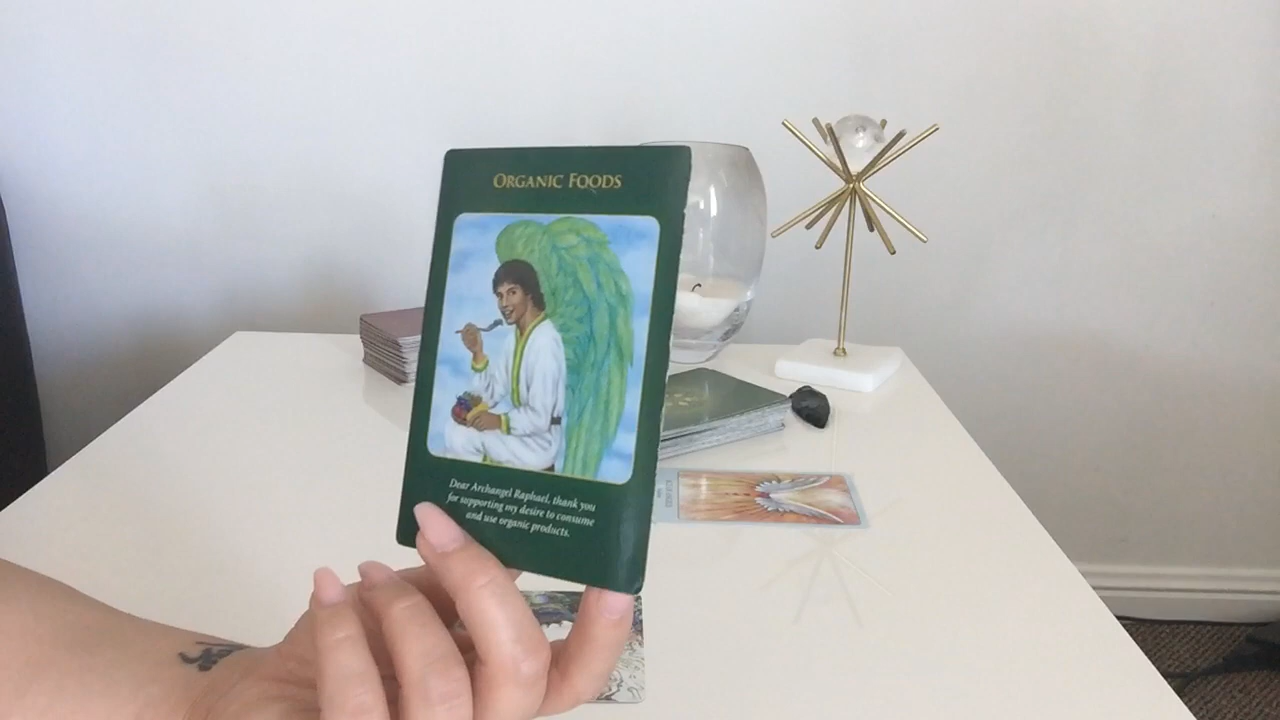 ORGANIC FOODS
Dear Archangel Raphael, thank you
for supporting my desire to consume
and use organic products.